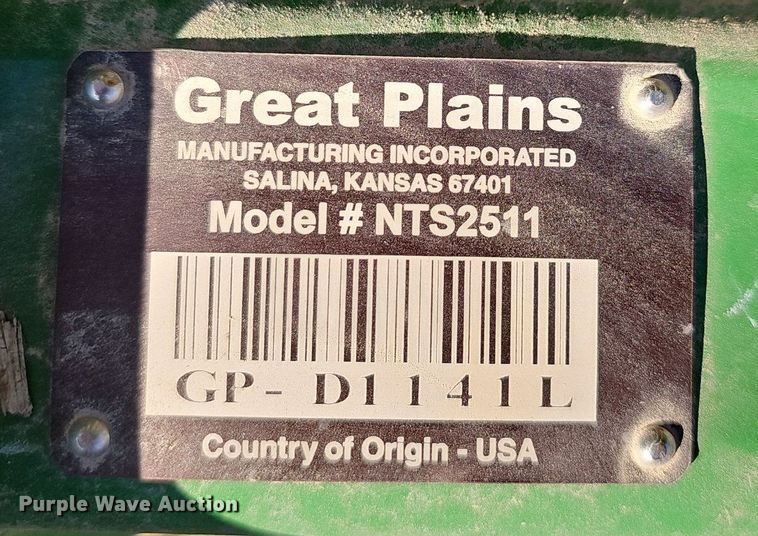 Great Plains
MANUFACTURING INCORPORATED
SALINA, KANSAS 67401
Model # NTS2511
GP- D1141L
Country of Origin - USA
Purple Wave Auction